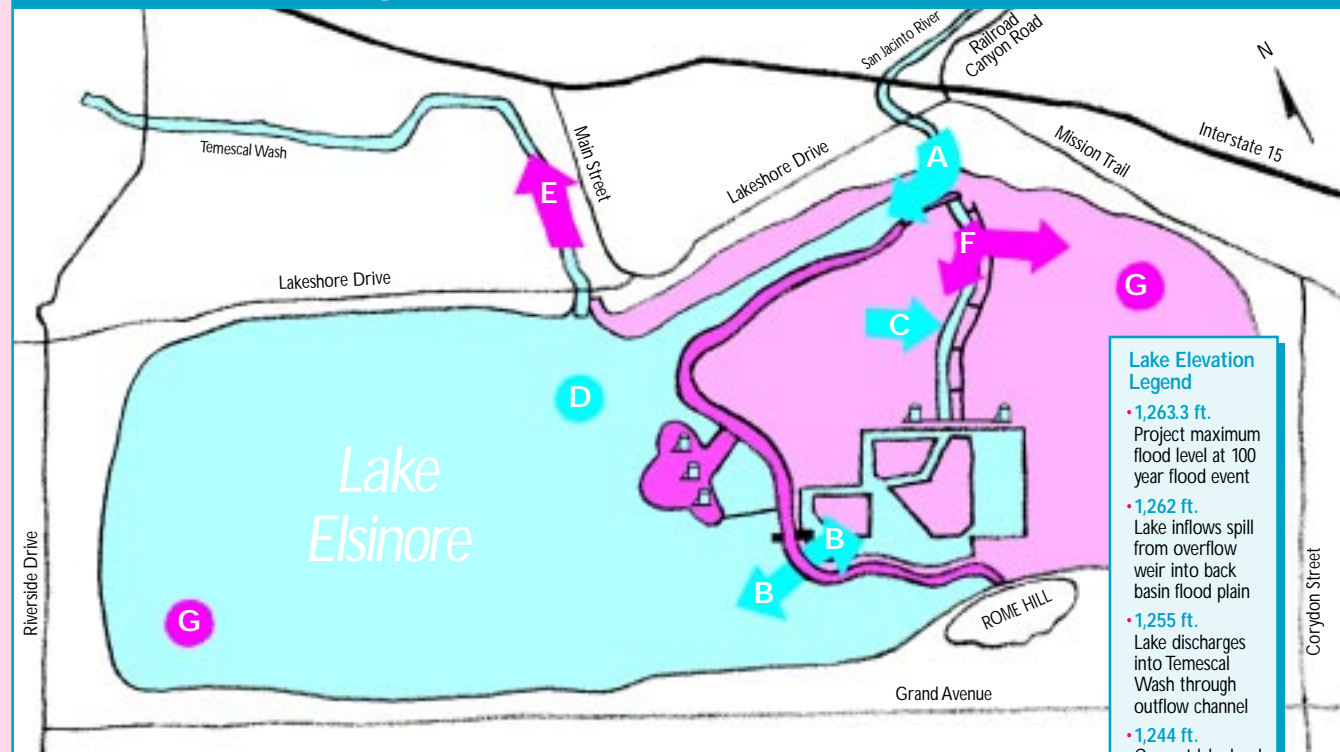 San Jacinto River
Railroad
Canyon Road
N
Interstate 15
Mission Trail
Main Street
Temescal Wash
Lakeshore Drive
A
E
F
G
Lakeshore Drive
C
D
Lake
Elsinore
B
B
G
ROME HILL
Riverside Drive
Corydon Street
Grand Avenue
Lake Elevation
Legend
• 1,263.3 ft.
Project maximum
flood level at 100
year flood event
• 1,262 ft.
Lake inflows spill
from overflow
weir into back
basin flood plain
• 1,255 ft.
Lake discharges
into Temescal
Wash through
outflow channel
• 1,244 ft.